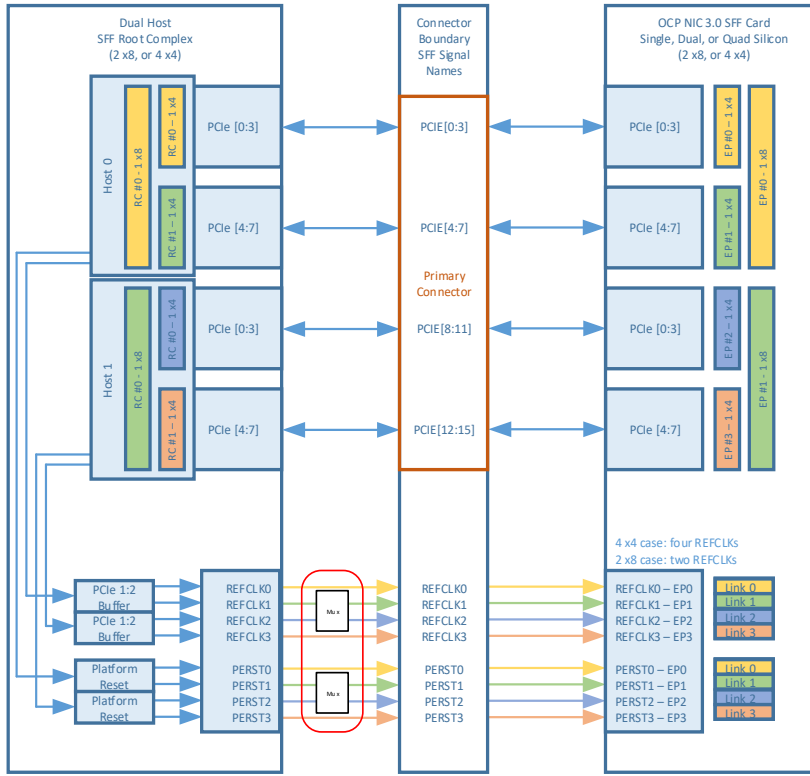 Dual Host
SFF Root Complex
(2 x8, or 4 x4)
Connector
Boundary
SFF Signal
Names
OCP NIC 3.0 SFF Card
Single, Dual, or Quad Silicon
(2 x8, or 4 x4)
Host 0
RC #0 - 1 x8
RC #0 – 1 x4
PCIe [0:3]
PCIE[0:3]
PCIe [0:3]
EP #0 – 1 x4
EP #0 - 1 x8
RC #1 – 1 x4
PCIe [4:7]
PCIE[4:7]
PCIe [4:7]
EP #1 – 1 x4
Primary
Connector
Host 1
RC #0 - 1 x8
RC #0 – 1 x4
PCIe [0:3]
PCIE[8:11]
PCIe [0:3]
EP #2 – 1 x4
EP #1 - 1 x8
RC #1 – 1 x4
PCIe [4:7]
PCIE[12:15]
PCIe [4:7]
EP #3 – 1 x4
4 x4 case: four REFCLKs
2 x8 case: two REFCLKs
PCIe 1:2
Buffer
PCIe 1:2
Buffer
REFCLK0
REFCLK1
REFCLK2
REFCLK3
Mux
REFCLK0
REFCLK1
REFCLK2
REFCLK3
REFCLK0 – EP0
REFCLK1 – EP1
REFCLK2 – EP2
REFCLK3 – EP3
Link 0
Link 1
Link 2
Link 3
Platform
Reset
Platform
Reset
PERST0
PERST1
PERST2
PERST3
Mux
PERST0
PERST1
PERST2
PERST3
PERST0 – EP0
PERST1 – EP1
PERST2 – EP2
PERST3 – EP3
Link 0
Link 1
Link 2
Link 3